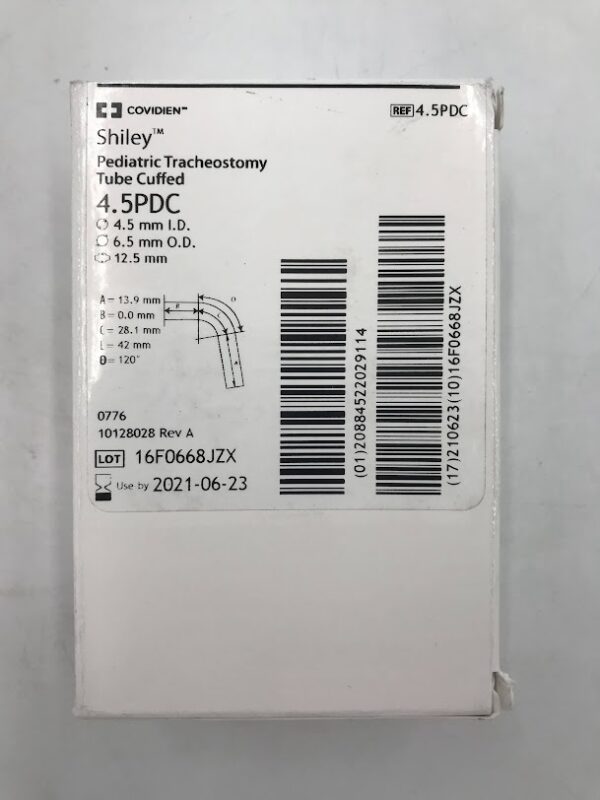 COVIDIEN™
REF 4.5PDC
Shiley™
Pediatric Tracheostomy
Tube Cuffed
4.5PDC
4.5 mm I.D.
6.5 mm O.D.
12.5 mm
A= 13.9 mm
B= 0.0 mm
C= 28.1 mm
L= 42 mm
θ= 120°
B
C
A
0776
10128028 Rev A
LOT 16F0668JZX
Use by 2021-06-23
(01)20884522029114
(17)210623(10)16F0668JZX